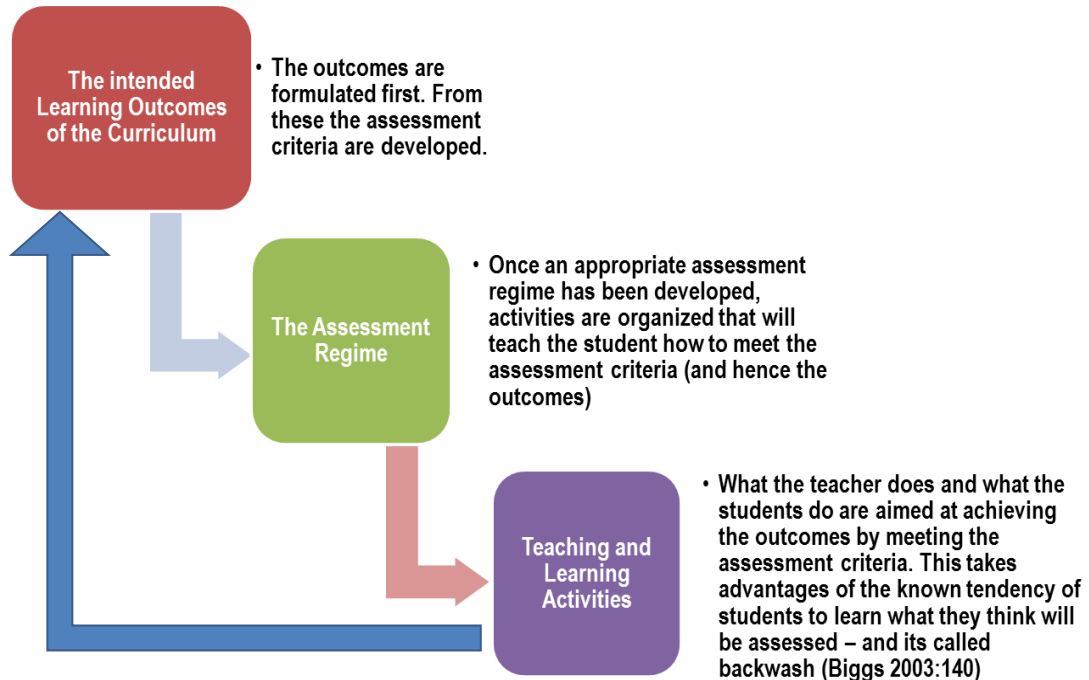 The intended
Learning Outcomes
of the Curriculum
• The outcomes are
formulated first. From
these the assessment
criteria are developed.
The Assessment
Regime
• Once an appropriate assessment
regime has been developed,
activities are organized that will
teach the student how to meet the
assessment criteria (and hence the
outcomes)
Teaching and
Learning
Activities
• What the teacher does and what the
students do are aimed at achieving
the outcomes by meeting the
assessment criteria. This takes
advantages of the known tendency of
students to learn what they think will
be assessed – and its called
backwash (Biggs 2003:140)